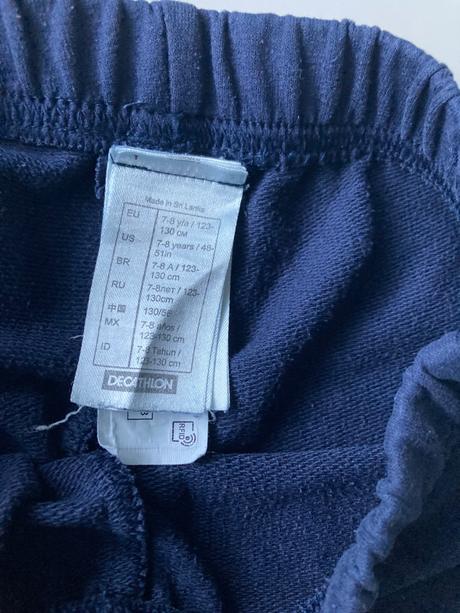 Made in Sri Lanka
EU 7-8 y/a / 123-
130 см
US 7-8 years / 48-
51in
BR 7-8 A / 123-
130 cm
RU 7-8лет / 123-
130cm
中国 130/56
MX 7-8 años /
123-130 cm
ID 7-8 Tahun /
123-130 cm
DECATHLON
RFID